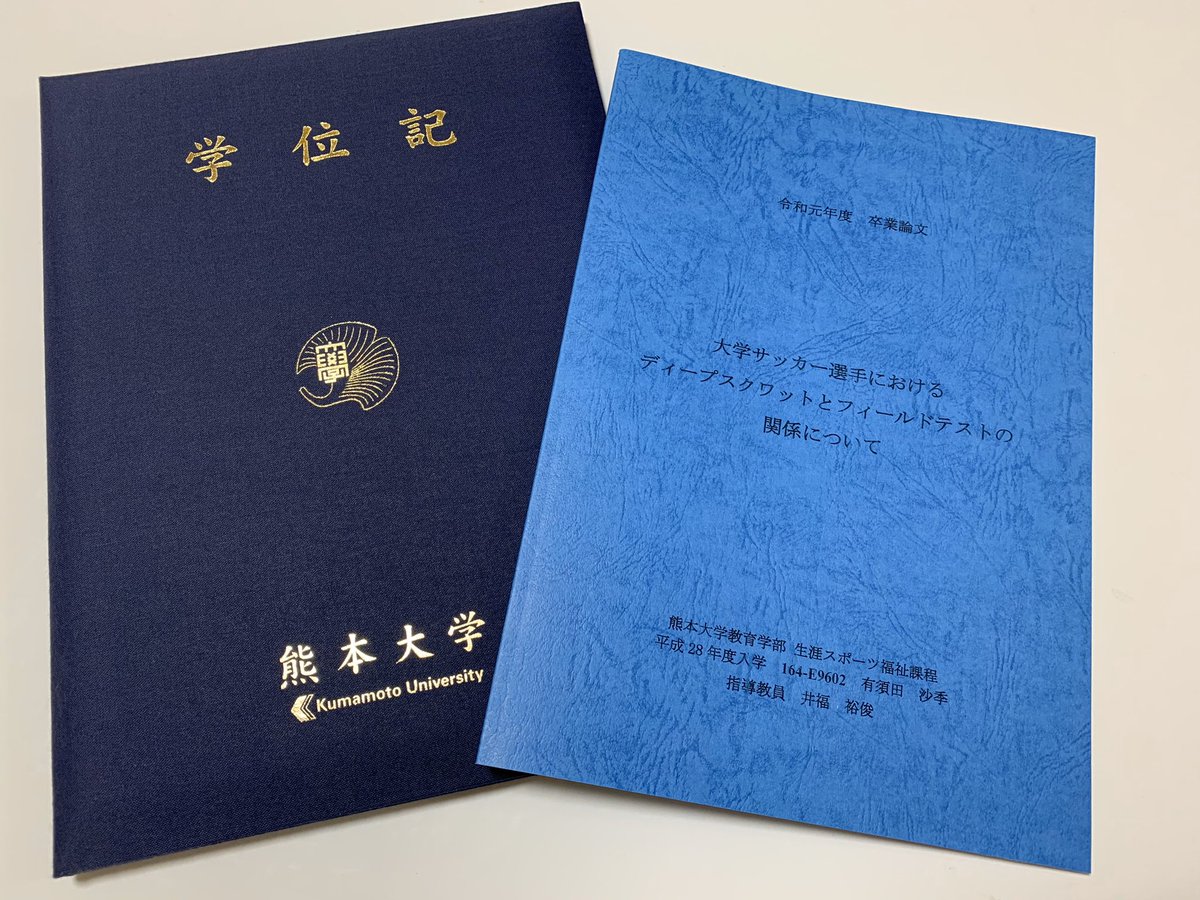 学位記
學
熊本大学
Kumamoto University
令和元年度 卒業論文
大学サッカー選手における
ディープスクワットとフィールドテストの
関係について
熊本大学教育学部 生涯スポーツ福祉課程
平成28年度入学 164-E9602 有須田 沙季
指導教員 井福 裕俊